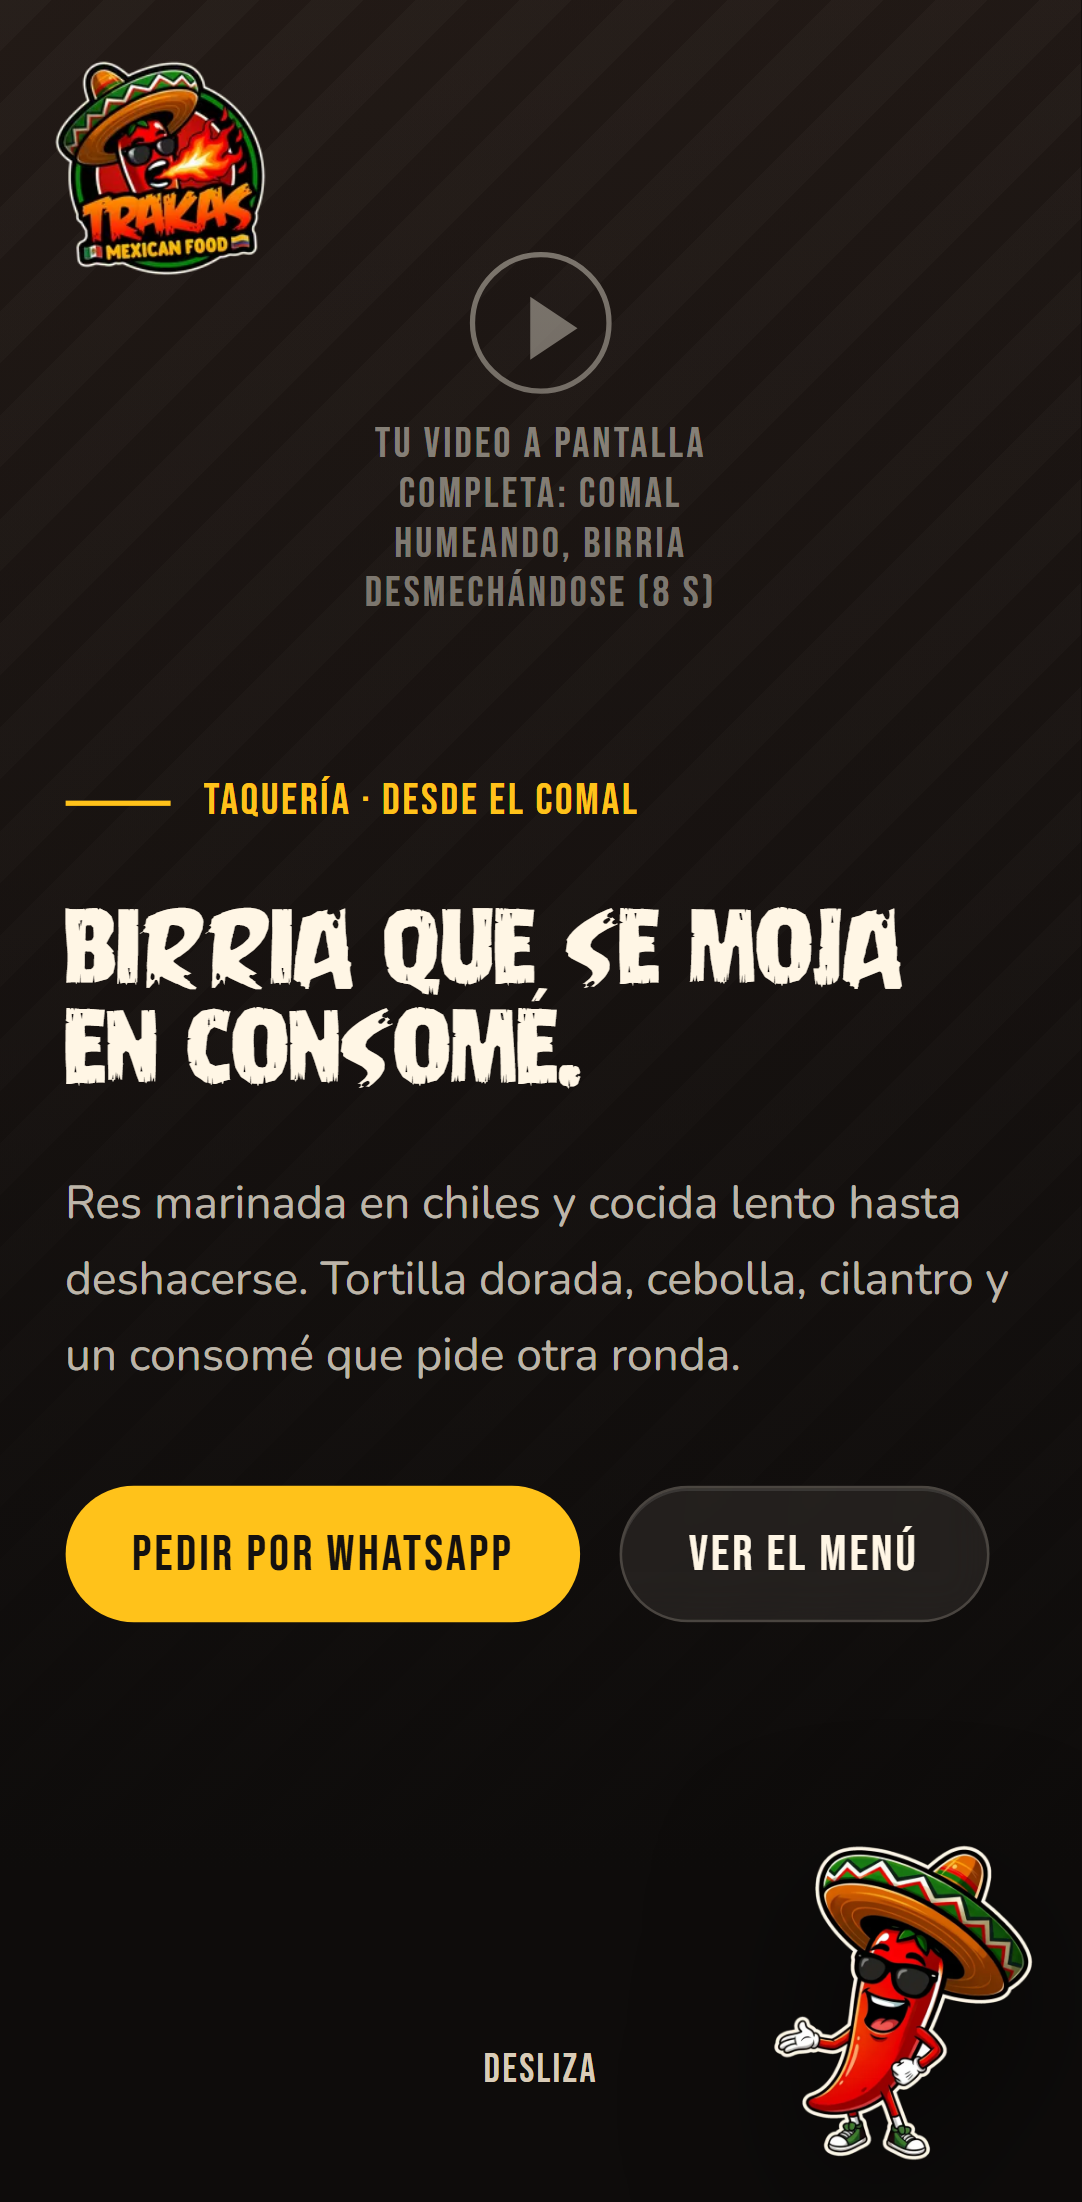 TRAKAS
MEXICAN FOOD
TU VIDEO A PANTALLA
COMPLETA: COMAL
HUMEANDO, BIRRIA
DESMECHÁNDOSE (8 S)
TAQUERÍA · DESDE EL COMAL
BIRRIA QUE SE MOJA
EN CONSOMÉ.
Res marinada en chiles y cocida lento hasta
deshacerse. Tortilla dorada, cebolla, cilantro y
un consomé que pide otra ronda.
PEDIR POR WHATSAPP
VER EL MENÚ
DESLIZA